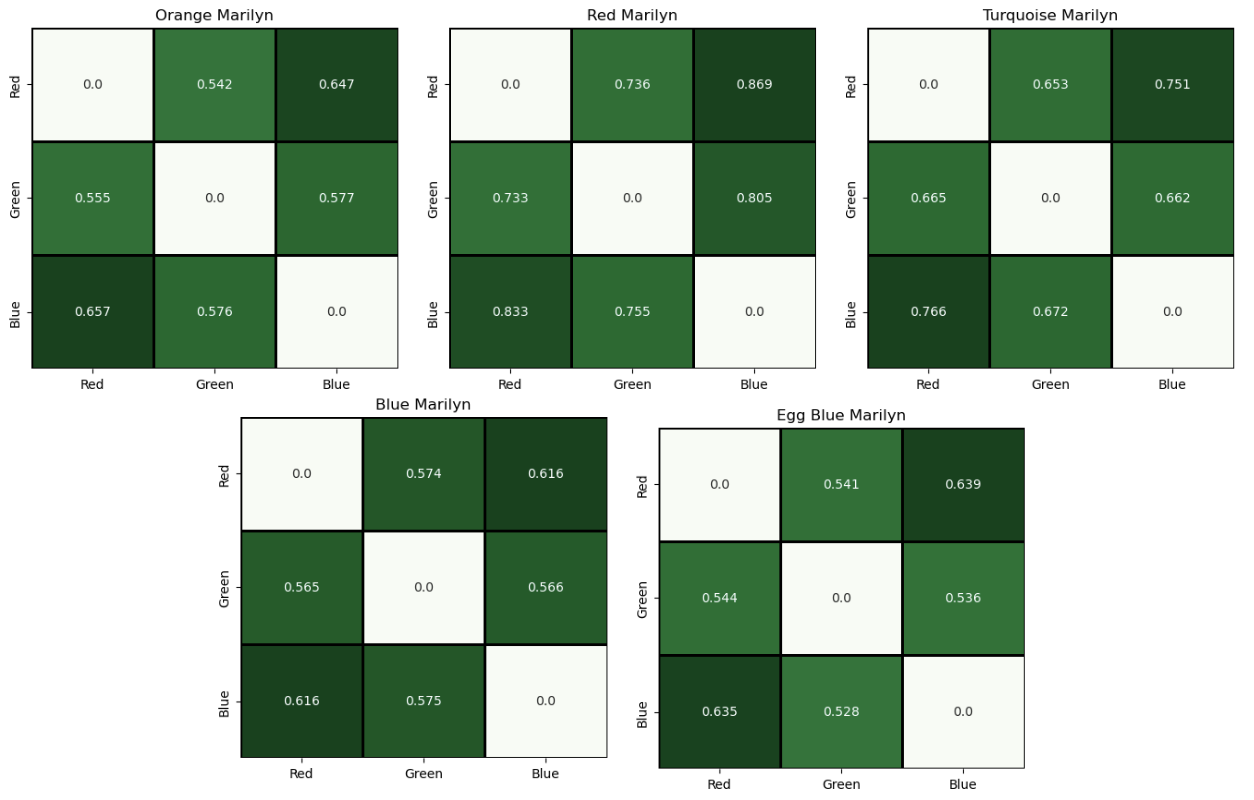 Orange Marilyn
Red 0.0 0.542 0.647
Green 0.555 0.0 0.577
Blue 0.657 0.576 0.0
Red Green Blue
Red Marilyn
Red 0.0 0.736 0.869
Green 0.733 0.0 0.805
Blue 0.833 0.755 0.0
Red Green Blue
Turquoise Marilyn
Red 0.0 0.653 0.751
Green 0.665 0.0 0.662
Blue 0.766 0.672 0.0
Red Green Blue
Blue Marilyn
Red 0.0 0.574 0.616
Green 0.565 0.0 0.566
Blue 0.616 0.575 0.0
Red Green Blue
Egg Blue Marilyn
Red 0.0 0.541 0.639
Green 0.544 0.0 0.536
Blue 0.635 0.528 0.0
Red Green Blue